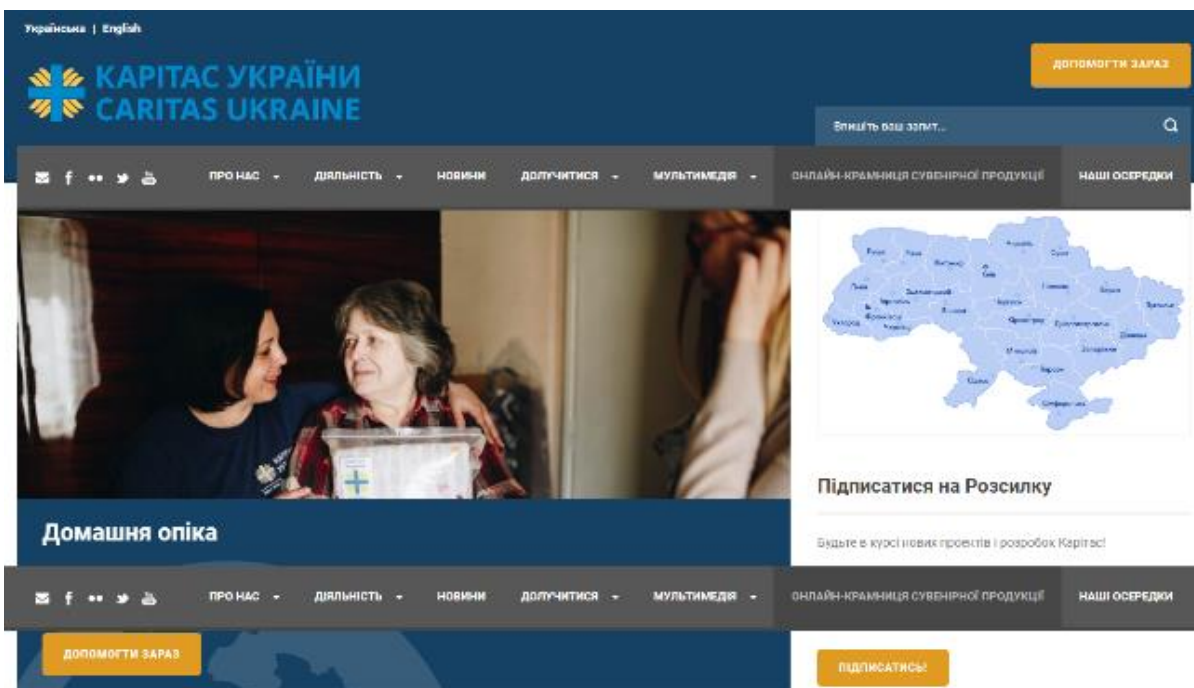 Українська | English
КАРІТАС УКРАЇНИ
CARITAS UKRAINE
ДОПОМОГТИ ЗАРАЗ
Впишіть ваш запит...
ПРО НАС ДІЯЛЬНІСТЬ НОВИНИ ДОЛУЧИТИСЯ МУЛЬТИМЕДІЯ ОНЛАЙН-КРАМНИЦЯ СУВЕНІРНОЇ ПРОДУКЦІЇ НАШІ ОСЕРЕДКИ
Домашня опіка
Підписатися на Розсилку
Будьте в курсі нових проектів і розробок Карітас!
ПРО НАС ДІЯЛЬНІСТЬ НОВИНИ ДОЛУЧИТИСЯ МУЛЬТИМЕДІЯ ОНЛАЙН-КРАМНИЦЯ СУВЕНІРНОЇ ПРОДУКЦІЇ НАШІ ОСЕРЕДКИ
ДОПОМОГТИ ЗАРАЗ
ПІДПИСАТИСЬ!